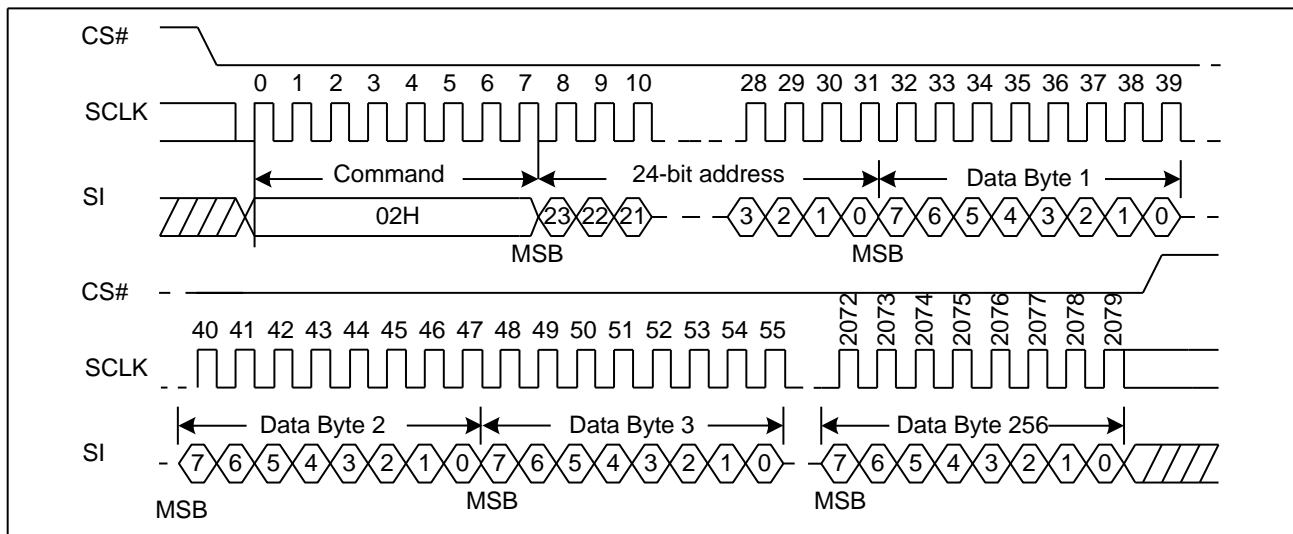 CS#
0 1 2 3 4 5 6 7 8 9 10 28 29 30 31 32 33 34 35 36 37 38 39
SCLK
Command 24-bit address Data Byte 1
SI
02H 23 22 21 3 2 1 0 7 6 5 4 3 2 1 0
MSB MSB
CS#
40 41 42 43 44 45 46 47 48 49 50 51 52 53 54 55 2072 2073 2074 2075 2076 2077 2078 2079
SCLK
Data Byte 2 Data Byte 3 Data Byte 256
SI
7 6 5 4 3 2 1 0 7 6 5 4 3 2 1 0 7 6 5 4 3 2 1 0
MSB MSB MSB